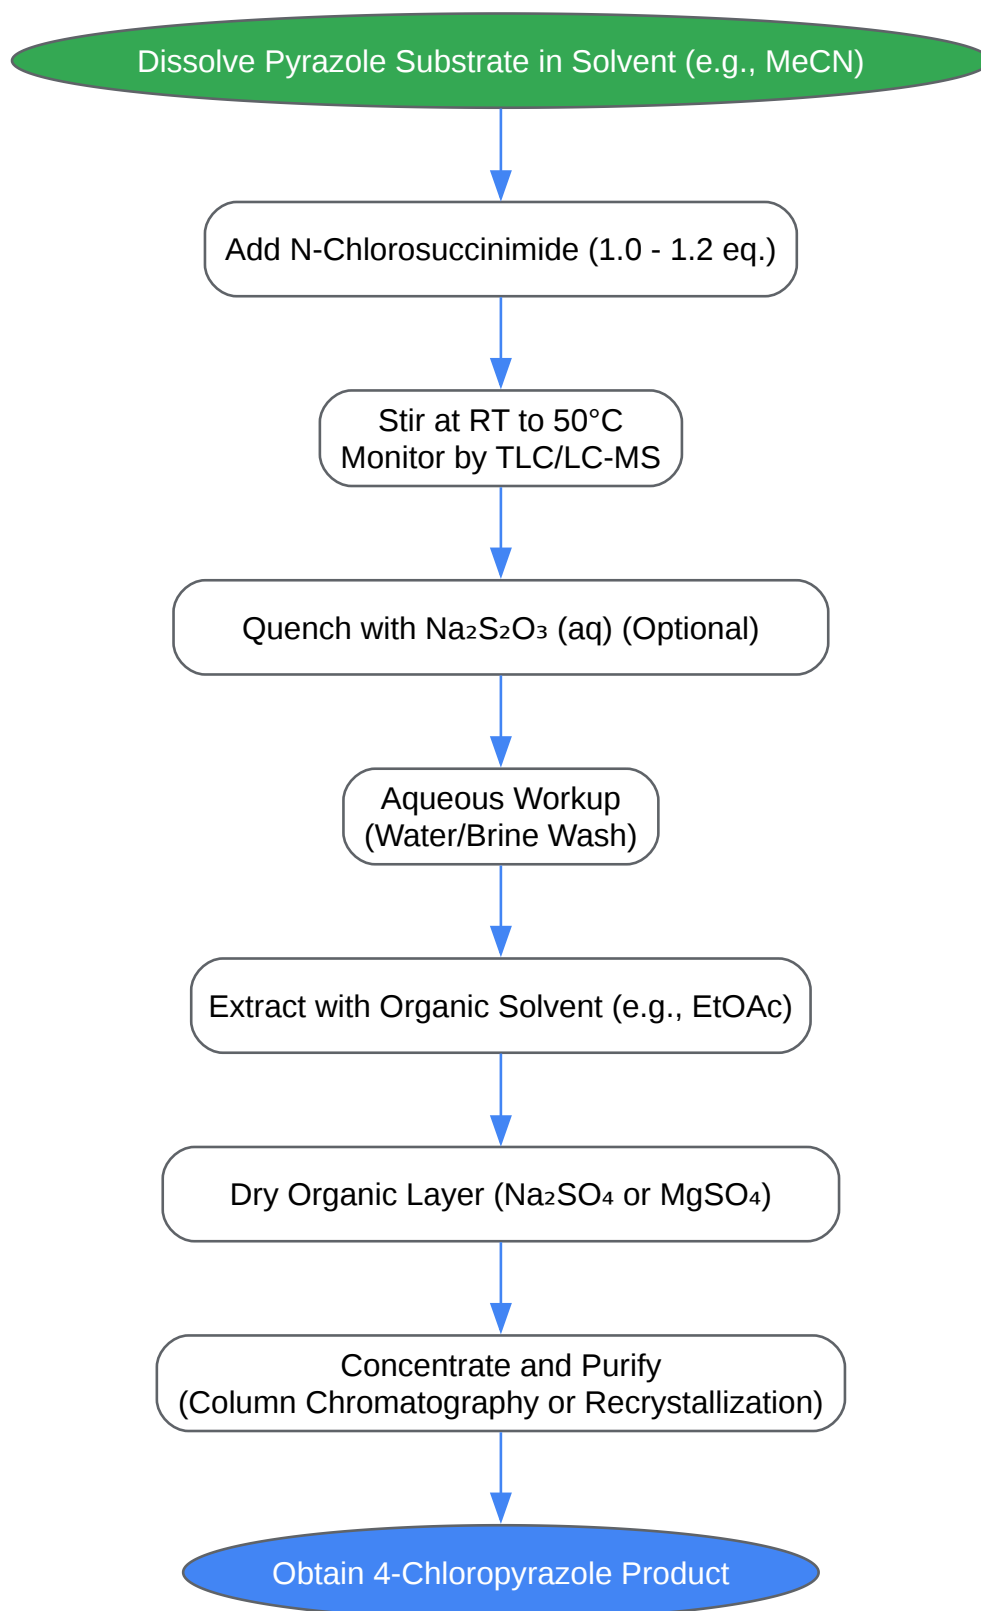 Dissolve Pyrazole Substrate in Solvent (e.g., MeCN)
Add N-Chlorosuccinimide (1.0 - 1.2 eq.)
Stir at RT to 50°C
Monitor by TLC/LC-MS
Quench with Na₂S₂O₃ (aq) (Optional)
Aqueous Workup
(Water/Brine Wash)
Extract with Organic Solvent (e.g., EtOAc)
Dry Organic Layer (Na₂SO₄ or MgSO₄)
Concentrate and Purify
(Column Chromatography or Recrystallization)
Obtain 4-Chloropyrazole Product